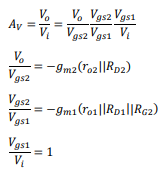 A_V = V_o/V_i = V_o/V_gs2 V_gs2/V_gs1 V_gs1/V_i
V_o/V_gs2 = −g_m2(r_o2||R_D2)
V_gs2/V_gs1 = −g_m1(r_o1||R_D1||R_G2)
V_gs1/V_i = 1